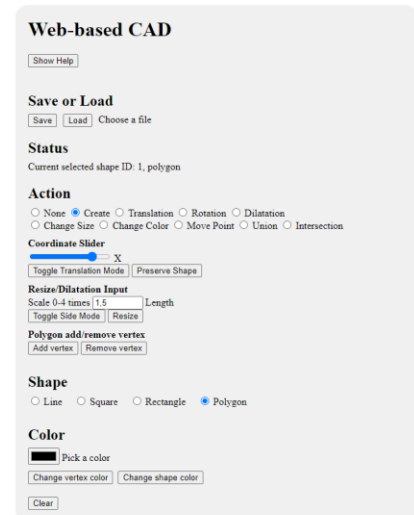 Web-based CAD
Show Help
Save or Load
Save Load Choose a file
Status
Current selected shape ID: 1, polygon
Action
None Create Translation Rotation Dilatation
Change Size Change Color Move Point Union Intersection
Coordinate Slider
X
Toggle Translation Mode Preserve Shape
Resize/Dilatation Input
Scale 0-4 times 1,5 Length
Toggle Side Mode Resize
Polygon add/remove vertex
Add vertex Remove vertex
Shape
Line Square Rectangle Polygon
Color
Pick a color
Change vertex color Change shape color
Clear